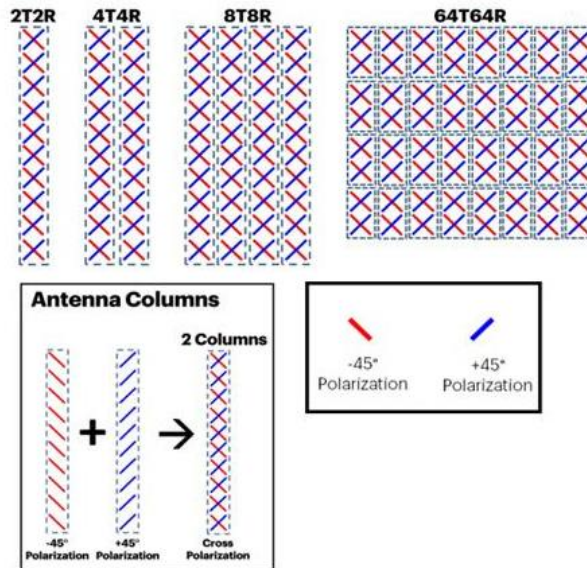 2T2R
4T4R
8T8R
64T64R
Antenna Columns
2 Columns
-45°
Polarization
+45°
Polarization
Cross
Polarization
-45°
Polarization
+45°
Polarization